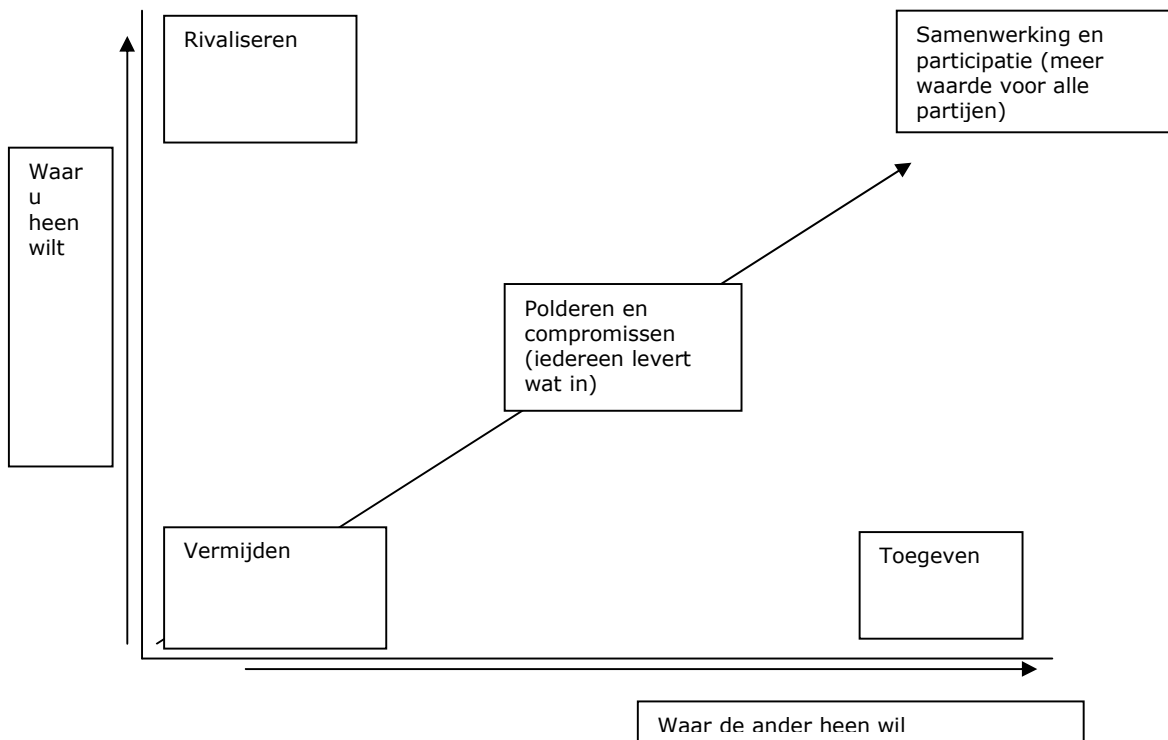 Rivaliseren
Samenwerking en
participatie (meer
waarde voor alle
partijen)
Waar
u
heen
wilt
Polderen en
compromissen
(iedereen levert
wat in)
Vermijden
Toegeven
Waar de ander heen wil